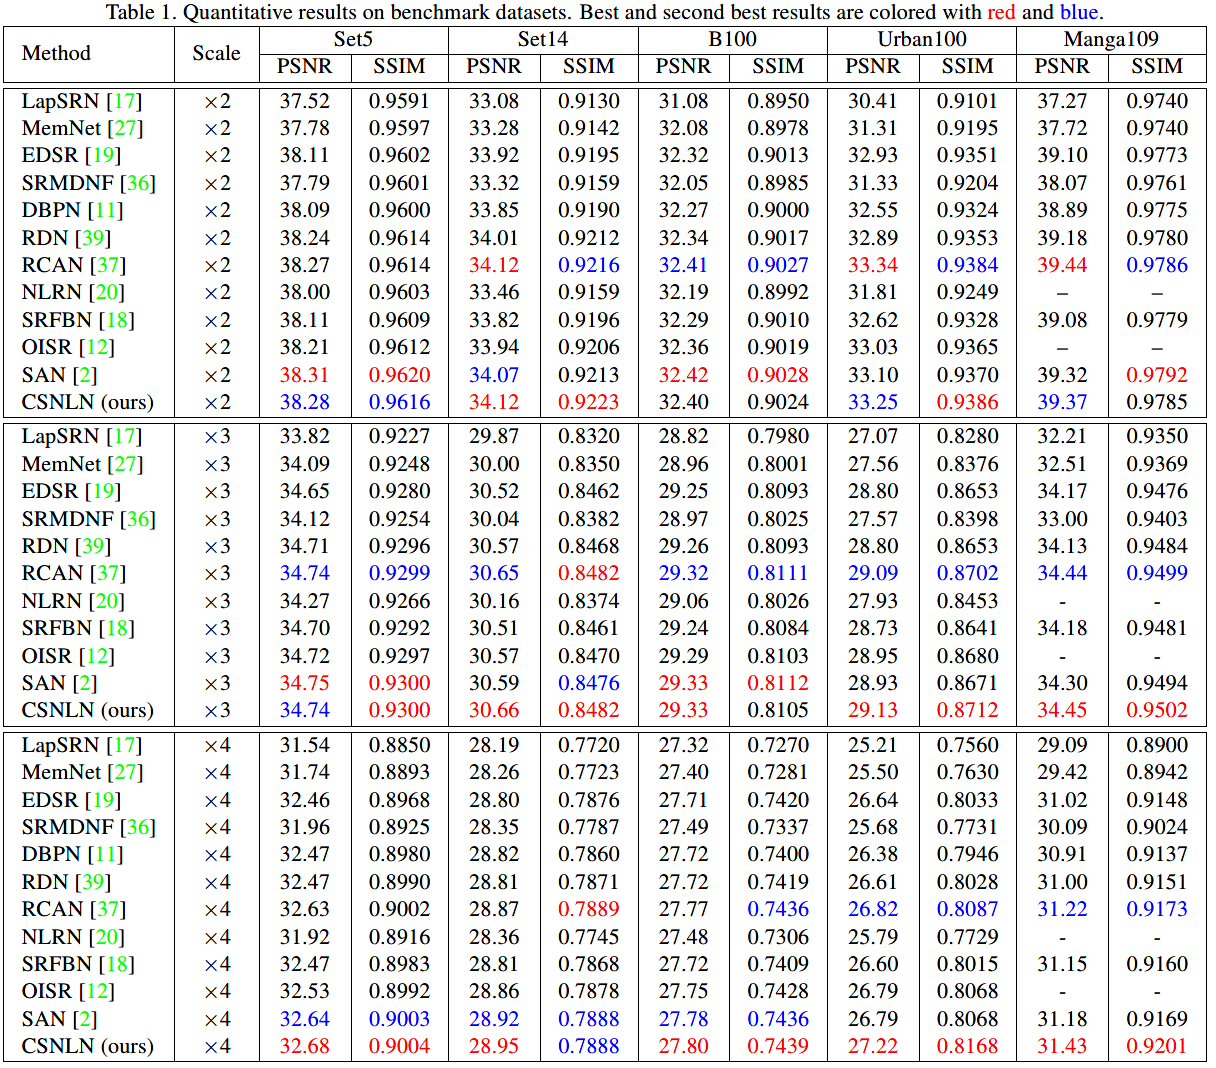 Table 1. Quantitative results on benchmark datasets. Best and second best results are colored with red and blue.
Method Scale Set5 Set14 B100 Urban100 Manga109
PSNR SSIM PSNR SSIM PSNR SSIM PSNR SSIM PSNR SSIM
LapSRN [17] ×2 37.52 0.9591 33.08 0.9130 31.08 0.8950 30.41 0.9101 37.27 0.9740
MemNet [27] ×2 37.78 0.9597 33.28 0.9142 32.08 0.8978 31.31 0.9195 37.72 0.9740
EDSR [19] ×2 38.11 0.9602 33.92 0.9195 32.32 0.9013 32.93 0.9351 39.10 0.9773
SRMDNF [36] ×2 37.79 0.9601 33.32 0.9159 32.05 0.8985 31.33 0.9204 38.07 0.9761
DBPN [11] ×2 38.09 0.9600 33.85 0.9190 32.27 0.9000 32.55 0.9324 38.89 0.9775
RDN [39] ×2 38.24 0.9614 34.01 0.9212 32.34 0.9017 32.89 0.9353 39.18 0.9780
RCAN [37] ×2 38.27 0.9614 34.12 0.9216 32.41 0.9027 33.34 0.9384 39.44 0.9786
NLRN [20] ×2 38.00 0.9603 33.46 0.9159 32.19 0.8992 31.81 0.9249 – –
SRFBN [18] ×2 38.11 0.9609 33.82 0.9196 32.29 0.9010 32.62 0.9328 39.08 0.9779
OISR [12] ×2 38.21 0.9612 33.94 0.9206 32.36 0.9019 33.03 0.9365 – –
SAN [2] ×2 38.31 0.9620 34.07 0.9213 32.42 0.9028 33.10 0.9370 39.32 0.9792
CSNLN (ours) ×2 38.28 0.9616 34.12 0.9223 32.40 0.9024 33.25 0.9386 39.37 0.9785
LapSRN [17] ×3 33.82 0.9227 29.87 0.8320 28.82 0.7980 27.07 0.8280 32.21 0.9350
MemNet [27] ×3 34.09 0.9248 30.00 0.8350 28.96 0.8001 27.56 0.8376 32.51 0.9369
EDSR [19] ×3 34.65 0.9280 30.52 0.8462 29.25 0.8093 28.80 0.8653 34.17 0.9476
SRMDNF [36] ×3 34.12 0.9254 30.04 0.8382 28.97 0.8025 27.57 0.8398 33.00 0.9403
RDN [39] ×3 34.71 0.9296 30.57 0.8468 29.26 0.8093 28.80 0.8653 34.13 0.9484
RCAN [37] ×3 34.74 0.9299 30.65 0.8482 29.32 0.8111 29.09 0.8702 34.44 0.9499
NLRN [20] ×3 34.27 0.9266 30.16 0.8374 29.06 0.8026 27.93 0.8453 - -
SRFBN [18] ×3 34.70 0.9292 30.51 0.8461 29.24 0.8084 28.73 0.8641 34.18 0.9481
OISR [12] ×3 34.72 0.9297 30.57 0.8470 29.29 0.8103 28.95 0.8680 - -
SAN [2] ×3 34.75 0.9300 30.59 0.8476 29.33 0.8112 28.93 0.8671 34.30 0.9494
CSNLN (ours) ×3 34.74 0.9300 30.66 0.8482 29.33 0.8105 29.13 0.8712 34.45 0.9502
LapSRN [17] ×4 31.54 0.8850 28.19 0.7720 27.32 0.7270 25.21 0.7560 29.09 0.8900
MemNet [27] ×4 31.74 0.8893 28.26 0.7723 27.40 0.7281 25.50 0.7630 29.42 0.8942
EDSR [19] ×4 32.46 0.8968 28.80 0.7876 27.71 0.7420 26.64 0.8033 31.02 0.9148
SRMDNF [36] ×4 31.96 0.8925 28.35 0.7787 27.49 0.7337 25.68 0.7731 30.09 0.9024
DBPN [11] ×4 32.47 0.8980 28.82 0.7860 27.72 0.7400 26.38 0.7946 30.91 0.9137
RDN [39] ×4 32.47 0.8990 28.81 0.7871 27.72 0.7419 26.61 0.8028 31.00 0.9151
RCAN [37] ×4 32.63 0.9002 28.87 0.7889 27.77 0.7436 26.82 0.8087 31.22 0.9173
NLRN [20] ×4 31.92 0.8916 28.36 0.7745 27.48 0.7306 25.79 0.7729 - -
SRFBN [18] ×4 32.47 0.8983 28.81 0.7868 27.72 0.7409 26.60 0.8015 31.15 0.9160
OISR [12] ×4 32.53 0.8992 28.86 0.7878 27.75 0.7428 26.79 0.8068 - -
SAN [2] ×4 32.64 0.9003 28.92 0.7888 27.78 0.7436 26.79 0.8068 31.18 0.9169
CSNLN (ours) ×4 32.68 0.9004 28.95 0.7888 27.80 0.7439 27.22 0.8168 31.43 0.9201